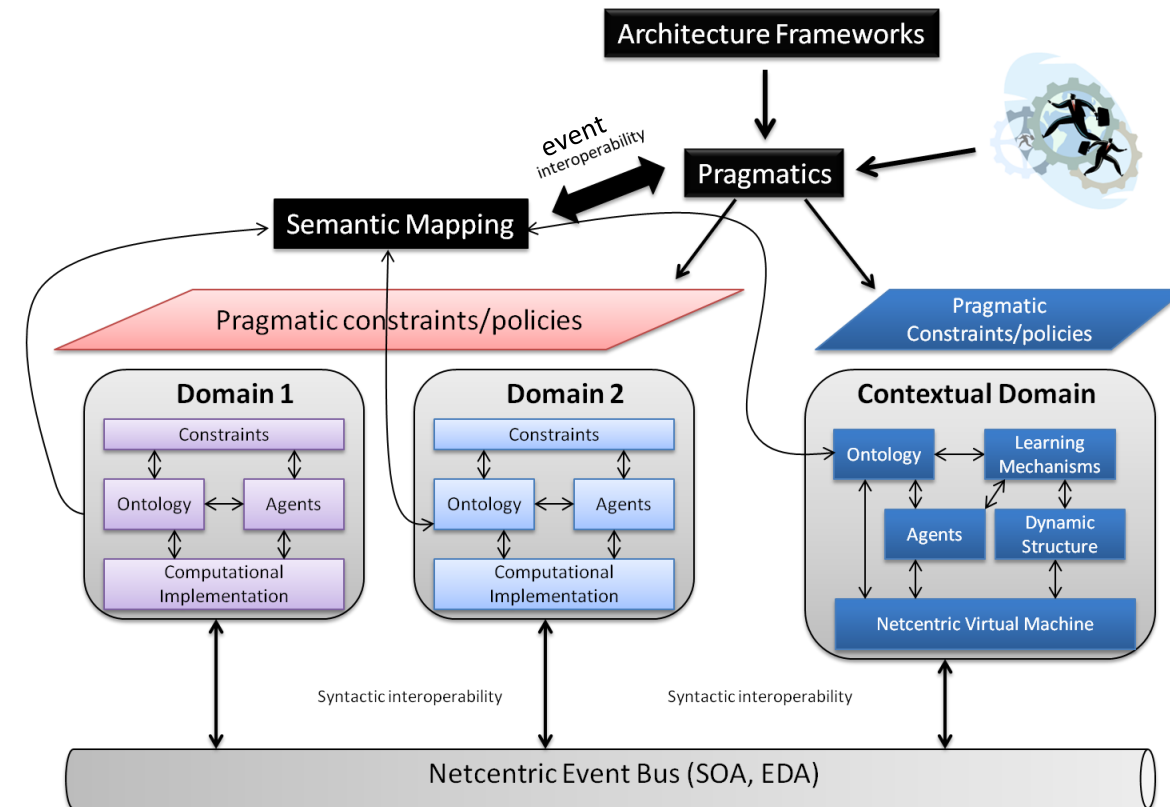 Architecture Frameworks
event
interoperability
Pragmatics
Semantic Mapping
Pragmatic constraints/policies
Pragmatic
Constraints/policies
Domain 1
Constraints
Ontology
Agents
Computational
Implementation
Domain 2
Constraints
Ontology
Agents
Computational
Implementation
Contextual Domain
Ontology
Learning
Mechanisms
Agents
Dynamic
Structure
Netcentric Virtual Machine
Syntactic interoperability
Syntactic interoperability
Netcentric Event Bus (SOA, EDA)